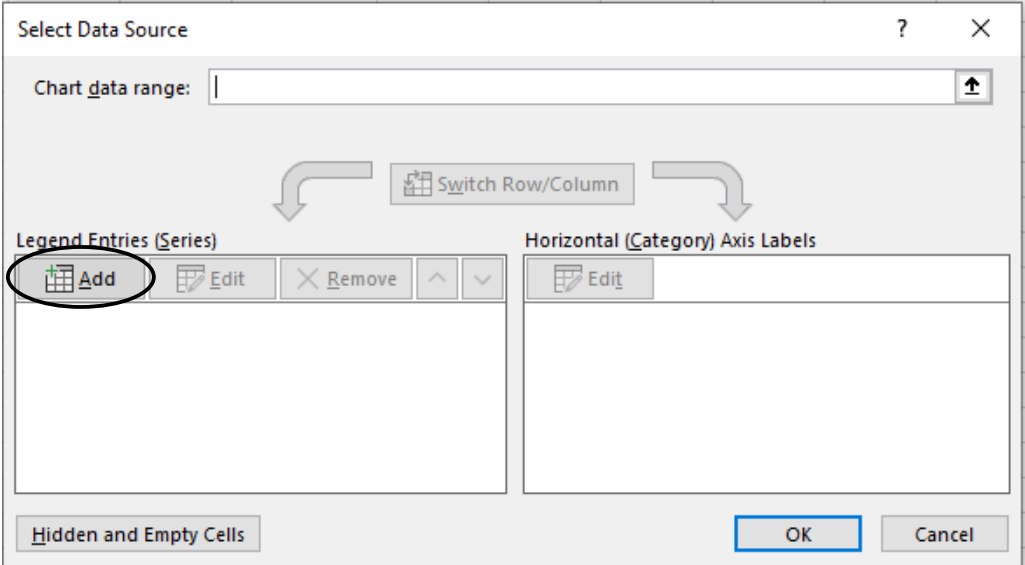 Select Data Source ?
Chart data range:
Switch Row/Column
Legend Entries (Series)
Horizontal (Category) Axis Labels
Add Edit Remove
Edit
Hidden and Empty Cells
OK Cancel